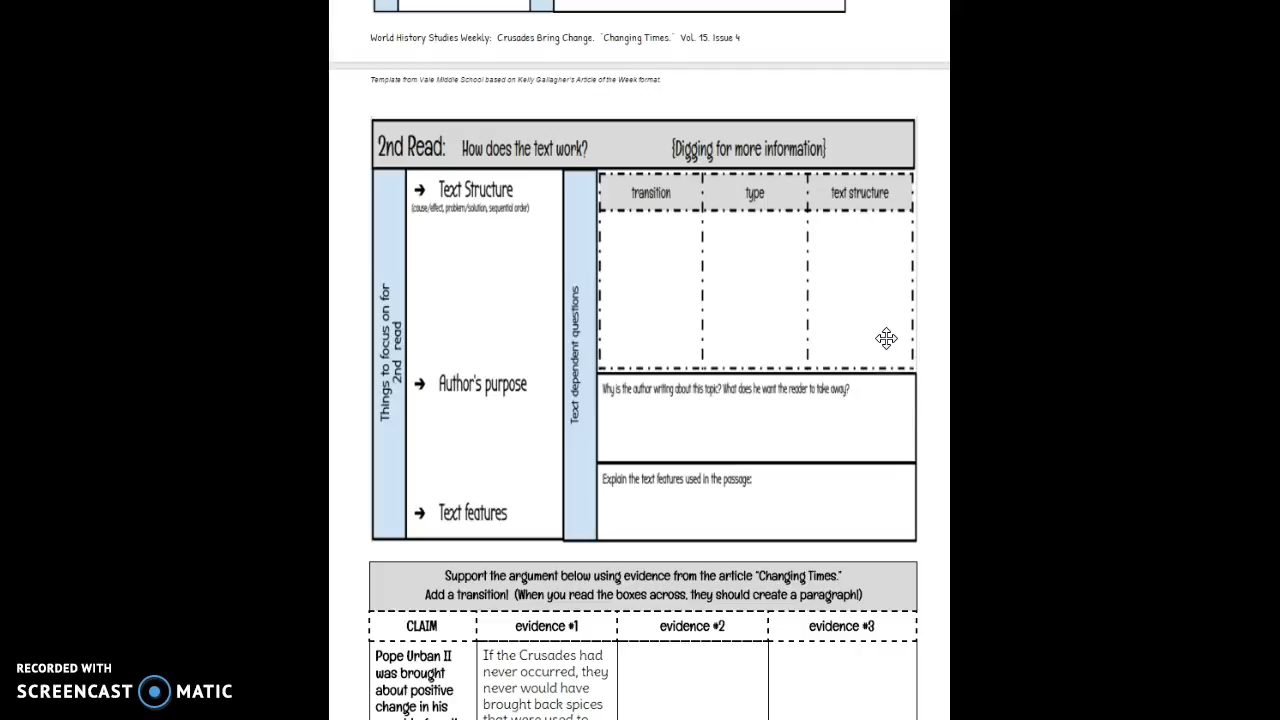 World History Studies Weekly: Crusades Bring Change. "Changing Times." Vol. 15. Issue 4
Template from Vale Middle School based on Kelly Gallagher's Article of the Week format.
2nd Read: How does the text work? {Digging for more information}
Things to focus on for
2nd read
→ Text Structure
(cause/effect, problem/solution, sequential order)
→ Author's purpose
→ Text features
Text dependent questions
transition type text structure
Why is the author writing about this topic? What does he want the reader to take away?
Explain the text features used in the passage:
Support the argument below using evidence from the article "Changing Times."
Add a transition! (When you read the boxes across, they should create a paragraph!)
CLAIM evidence #1 evidence #2 evidence #3
Pope Urban II
was brought
about positive
change in his
If the Crusades had
never occurred, they
never would have
brought back spices
that were used to
RECORDED WITH
SCREENCAST MATIC